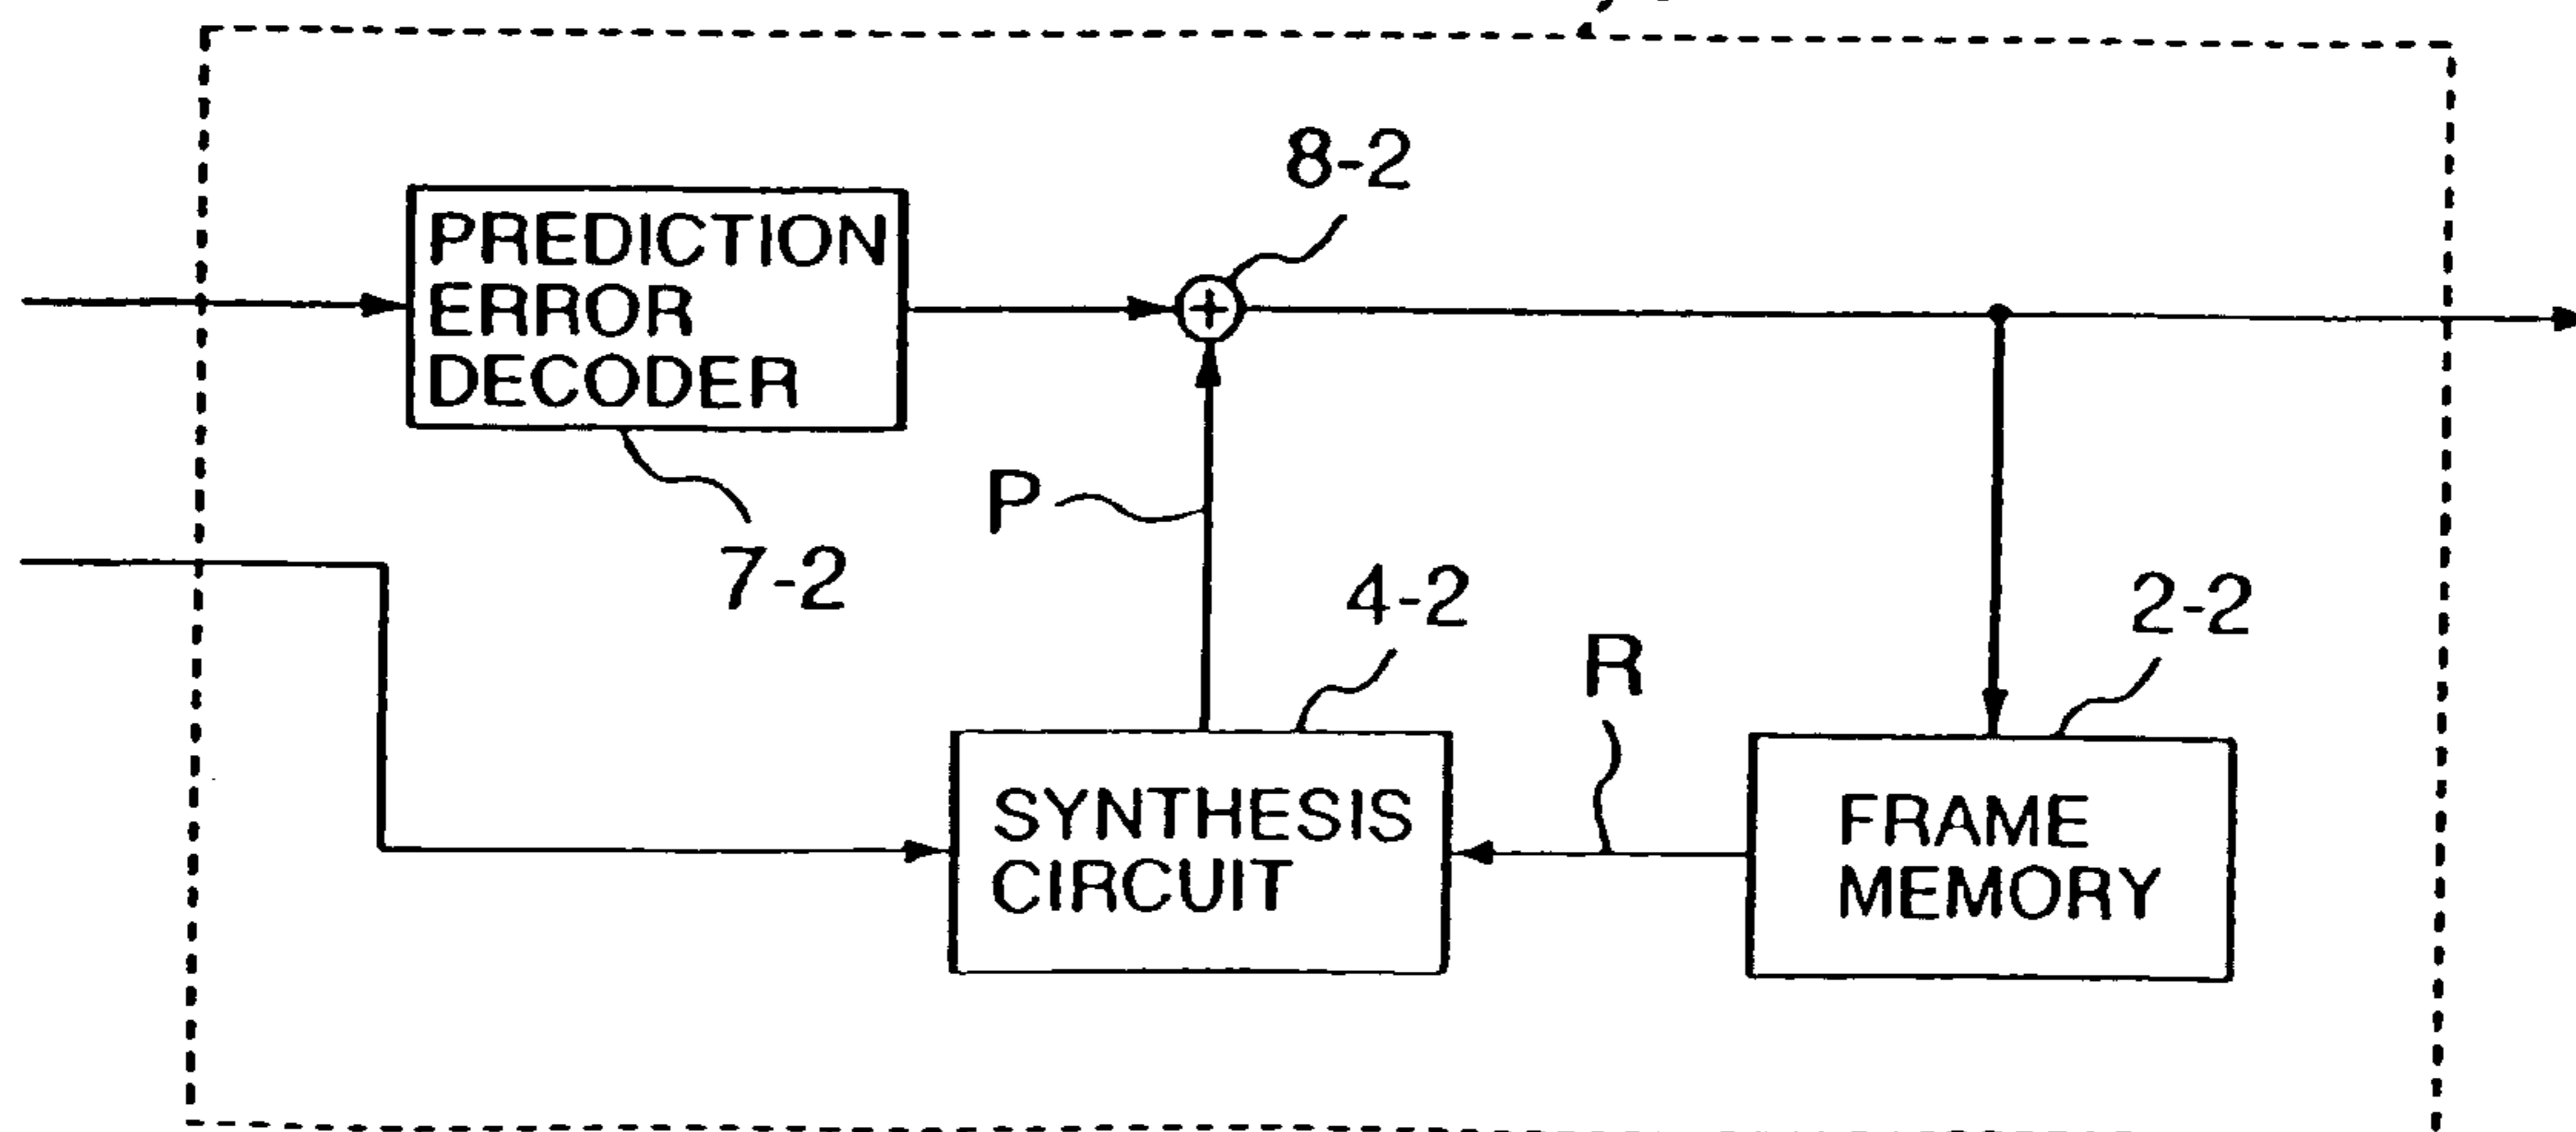 8-2
PREDICTION
ERROR
DECODER
+
P
7-2
4-2
R
2-2
SYNTHESIS
CIRCUIT
FRAME
MEMORY